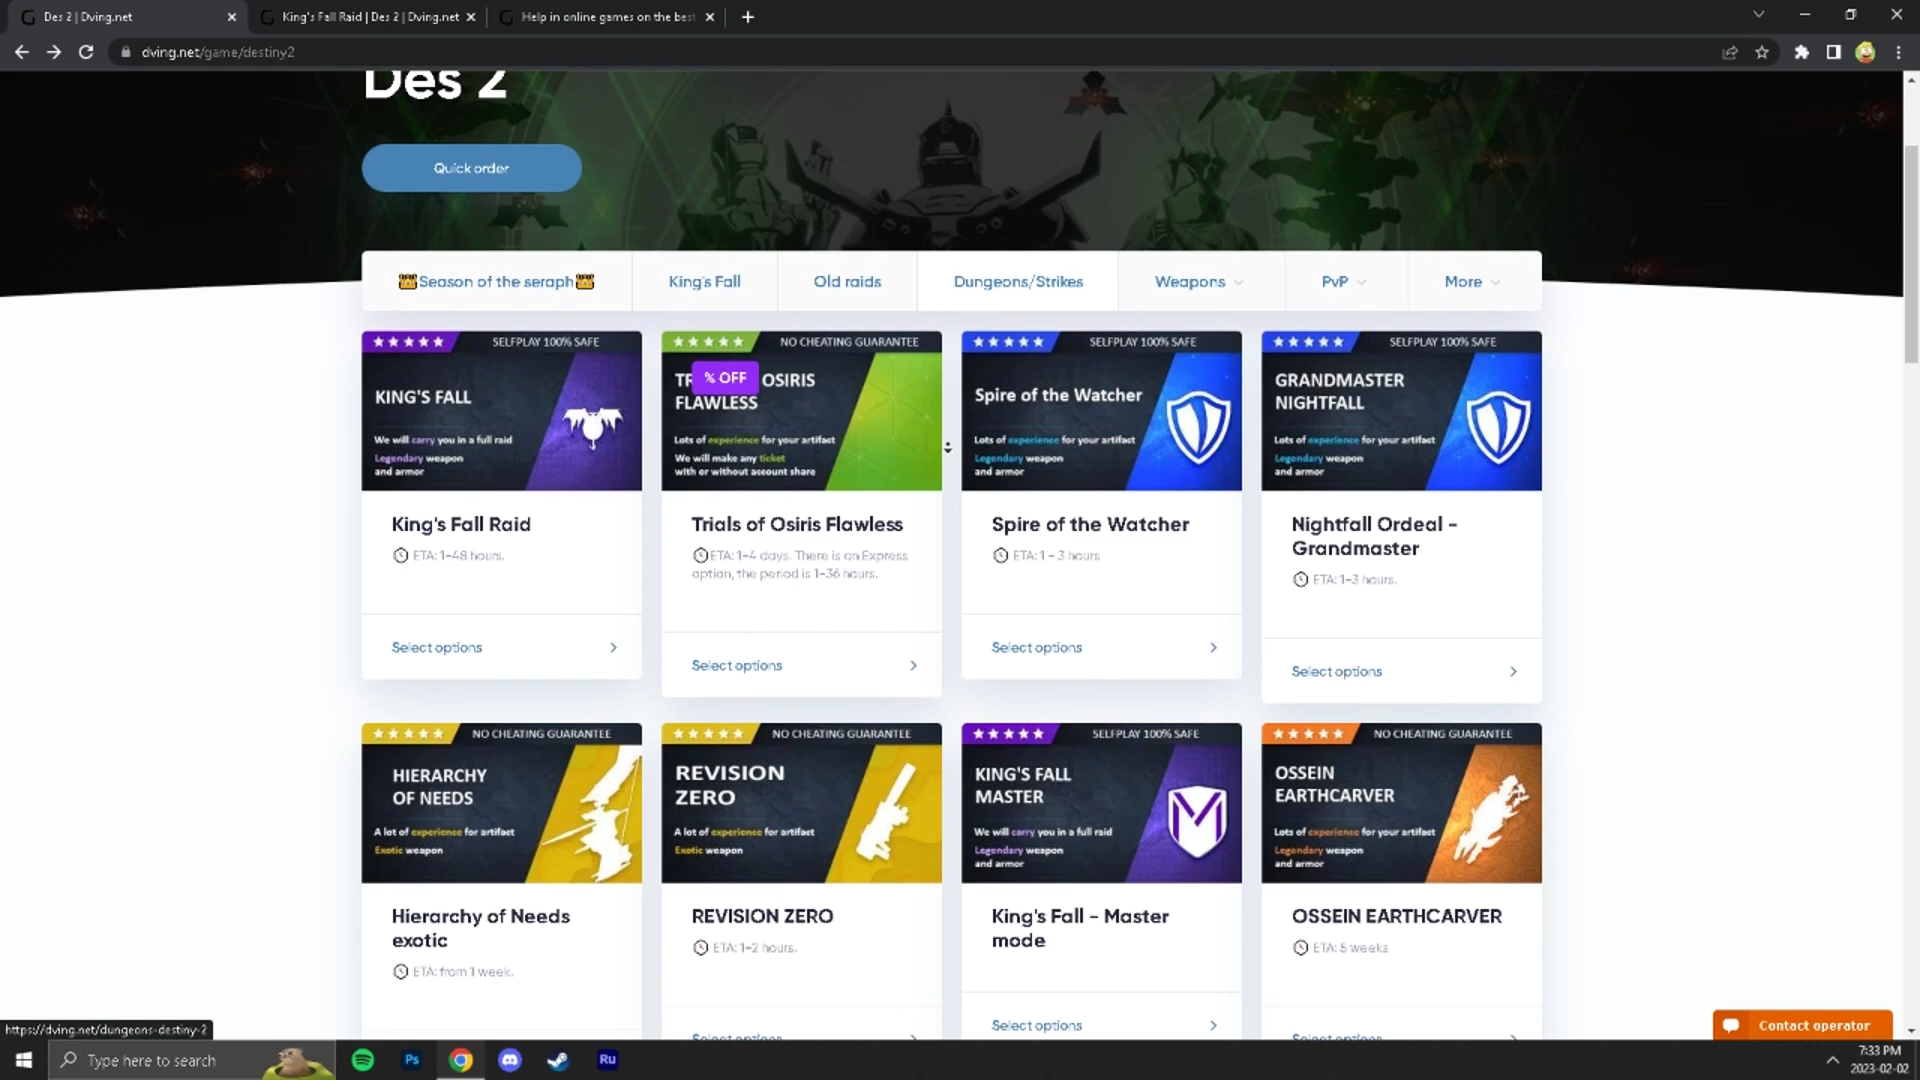 Des 2 | Dving.net
King's Fall Raid | Des 2 | Dving.net
Help in online games on the best
dving.net/game/destiny2
Des 2
Quick order
Season of the seraph
King's Fall
Old raids
Dungeons/Strikes
Weapons
PvP
More
SELFPLAY 100% SAFE
KING'S FALL
We will carry you in a full raid
Legendary weapon
and armor
King's Fall Raid
ETA: 1-48 hours.
Select options
NO CHEATING GUARANTEE
% OFF
OSIRIS
FLAWLESS
Lots of experience for your artifact
We will make any ticket
with or without account share
Trials of Osiris Flawless
ETA: 1-4 days. There is an Express
option, the period is 1-36 hours.
Select options
SELFPLAY 100% SAFE
Spire of the Watcher
Lots of experience for your artifact
Legendary weapon
and armor
Spire of the Watcher
ETA: 1 - 3 hours
Select options
SELFPLAY 100% SAFE
GRANDMASTER
NIGHTFALL
Lots of experience for your artifact
Legendary weapon
and armor
Nightfall Ordeal -
Grandmaster
ETA: 1-3 hours.
Select options
NO CHEATING GUARANTEE
HIERARCHY
OF NEEDS
A lot of experience for artifact
Exotic weapon
Hierarchy of Needs
exotic
ETA: from 1 week.
NO CHEATING GUARANTEE
REVISION
ZERO
A lot of experience for artifact
Exotic weapon
REVISION ZERO
ETA: 1-2 hours.
Select options
SELFPLAY 100% SAFE
KING'S FALL
MASTER
We will carry you in a full raid
Legendary weapon
and armor
King's Fall - Master
mode
Select options
NO CHEATING GUARANTEE
OSSEIN
EARTHCARVER
Lots of experience for your artifact
Legendary weapon
and armor
OSSEIN EARTHCARVER
ETA: 5 weeks
Select options
Contact operator
https://dving.net/dungeons-destiny-2
Type here to search
Ps
Ru
7:33 PM
2023-02-02